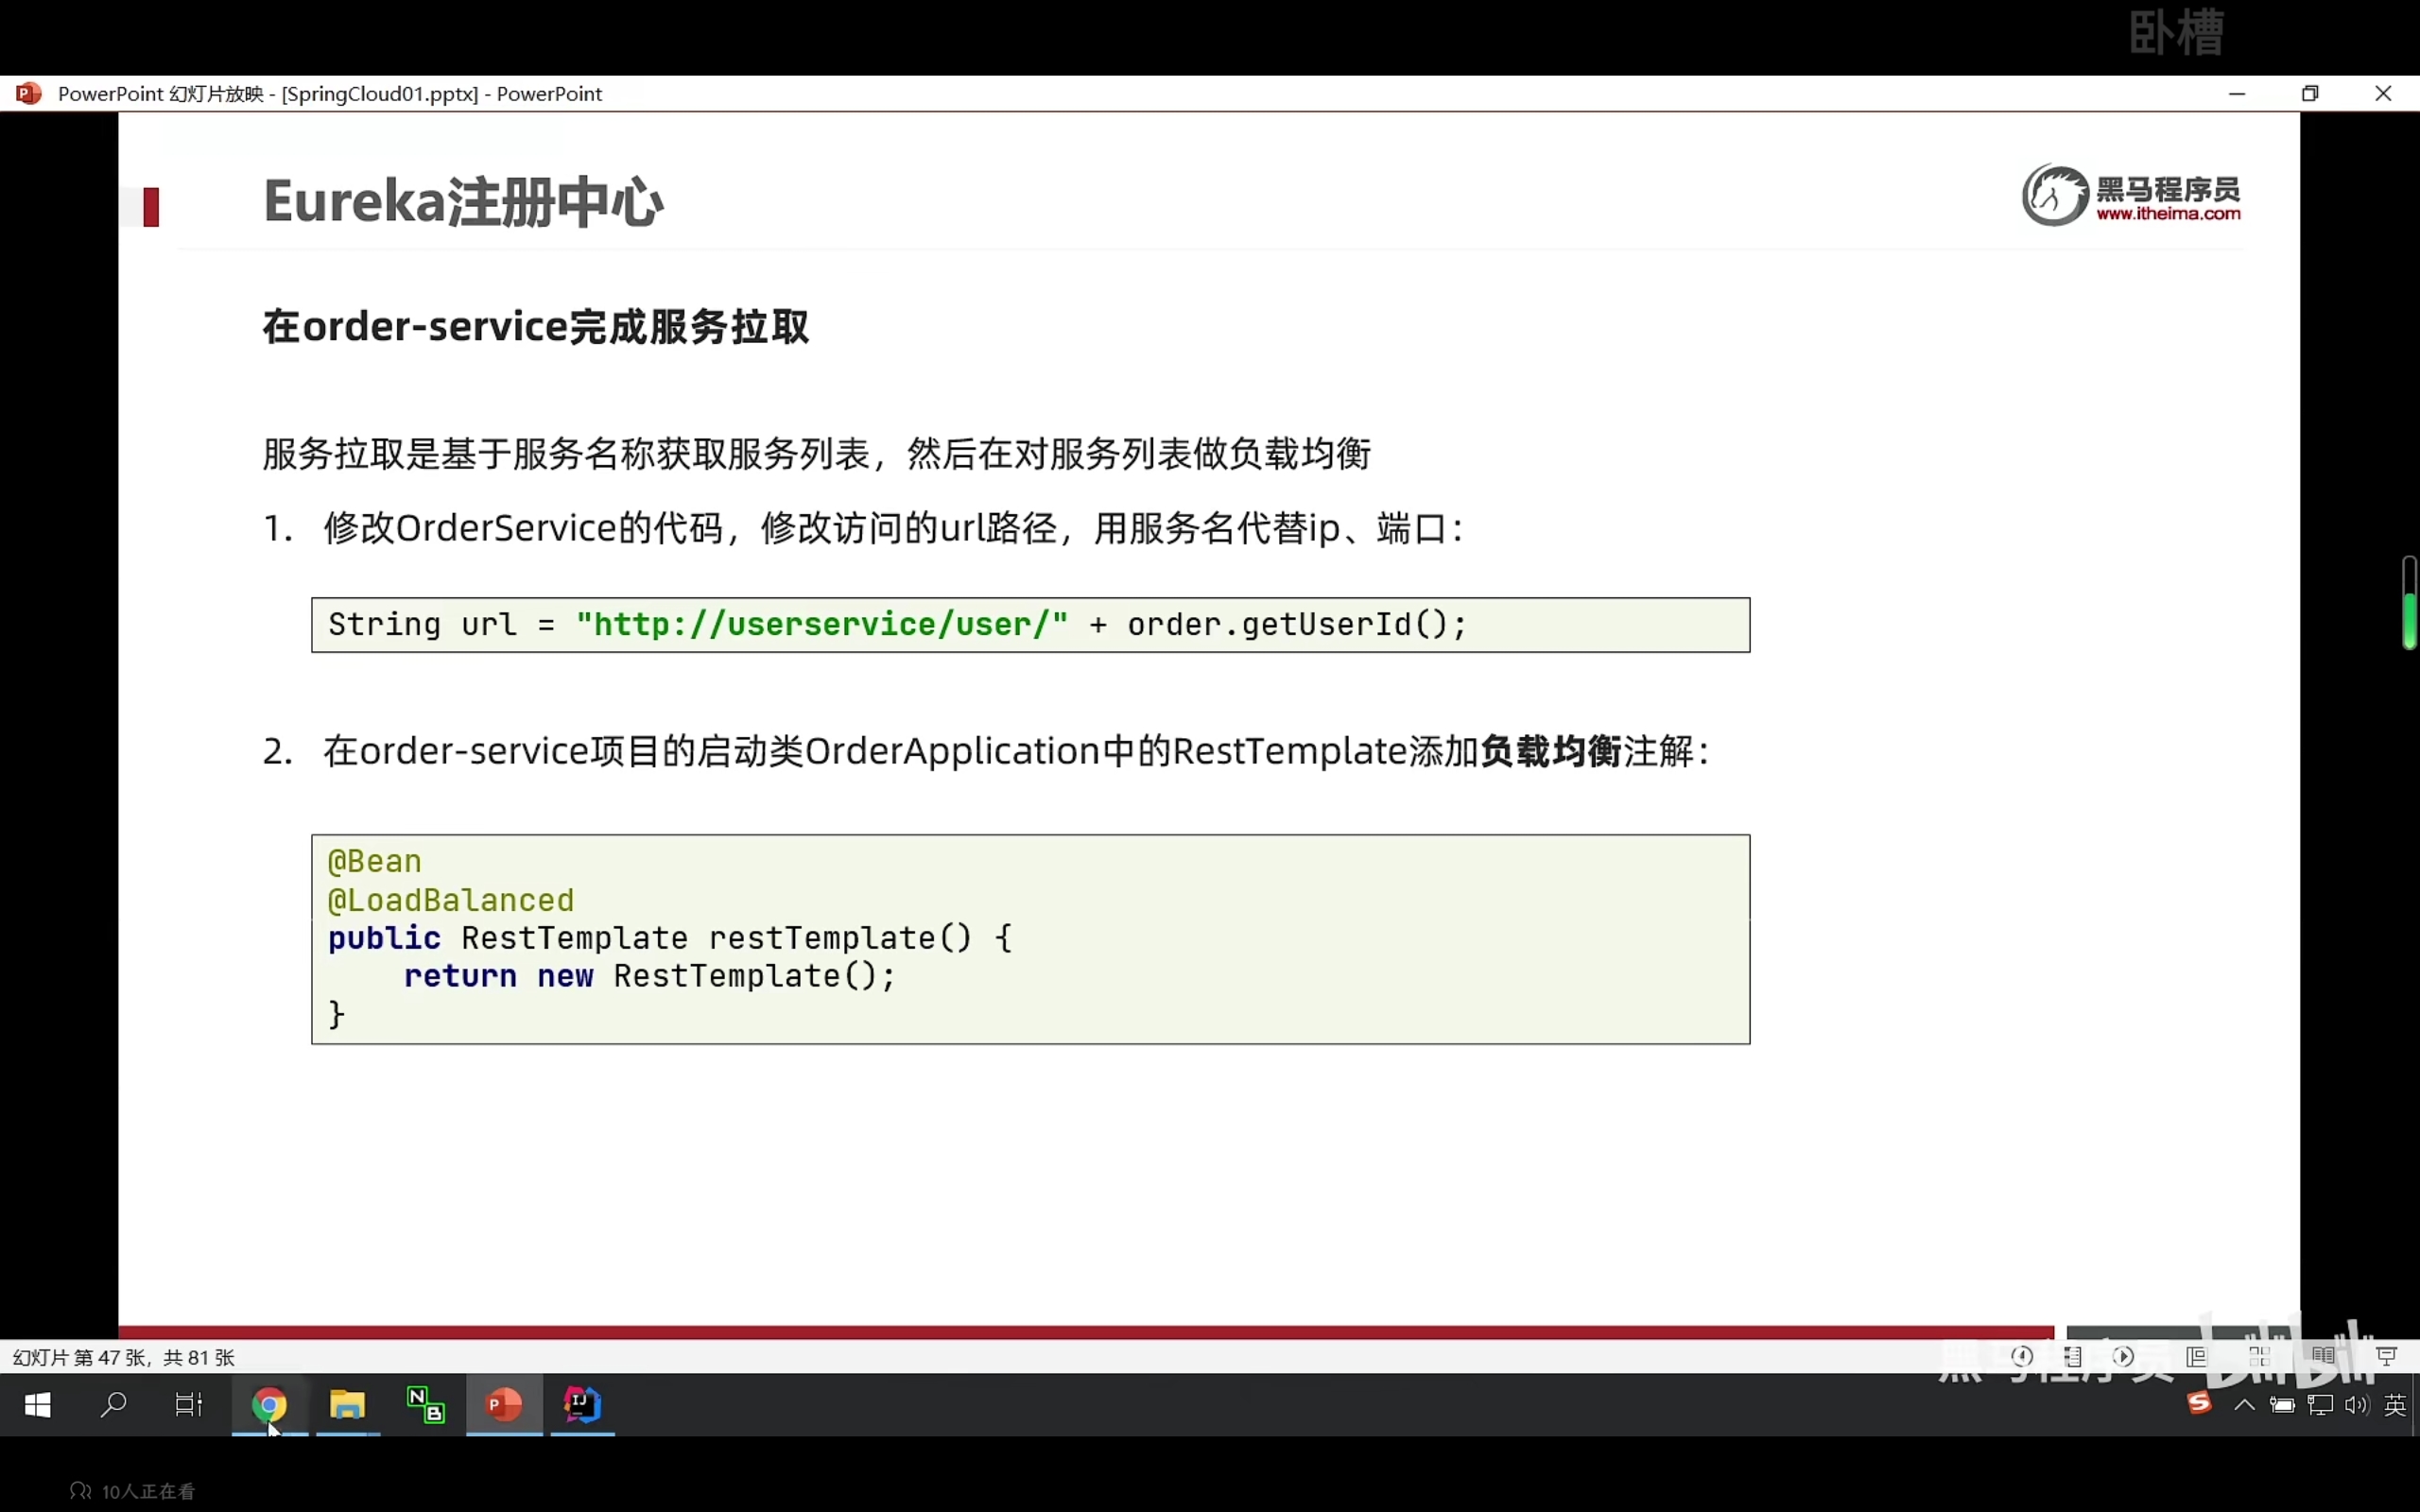 卧槽
PowerPoint 幻灯片放映 - [SpringCloud01.pptx] - PowerPoint
Eureka注册中心
黑马程序员
www.itheima.com
在order-service完成服务拉取
服务拉取是基于服务名称获取服务列表，然后在对服务列表做负载均衡
1. 修改OrderService的代码，修改访问的url路径，用服务名代替ip、端口：
String url = "http://userservice/user/" + order.getUserId();
2. 在order-service项目的启动类OrderApplication中的RestTemplate添加负载均衡注解：
@Bean
@LoadBalanced
public RestTemplate restTemplate() {
return new RestTemplate();
}
幻灯片 第 47 张，共 81 张
黑马程序员 bilibili
英
10人正在看